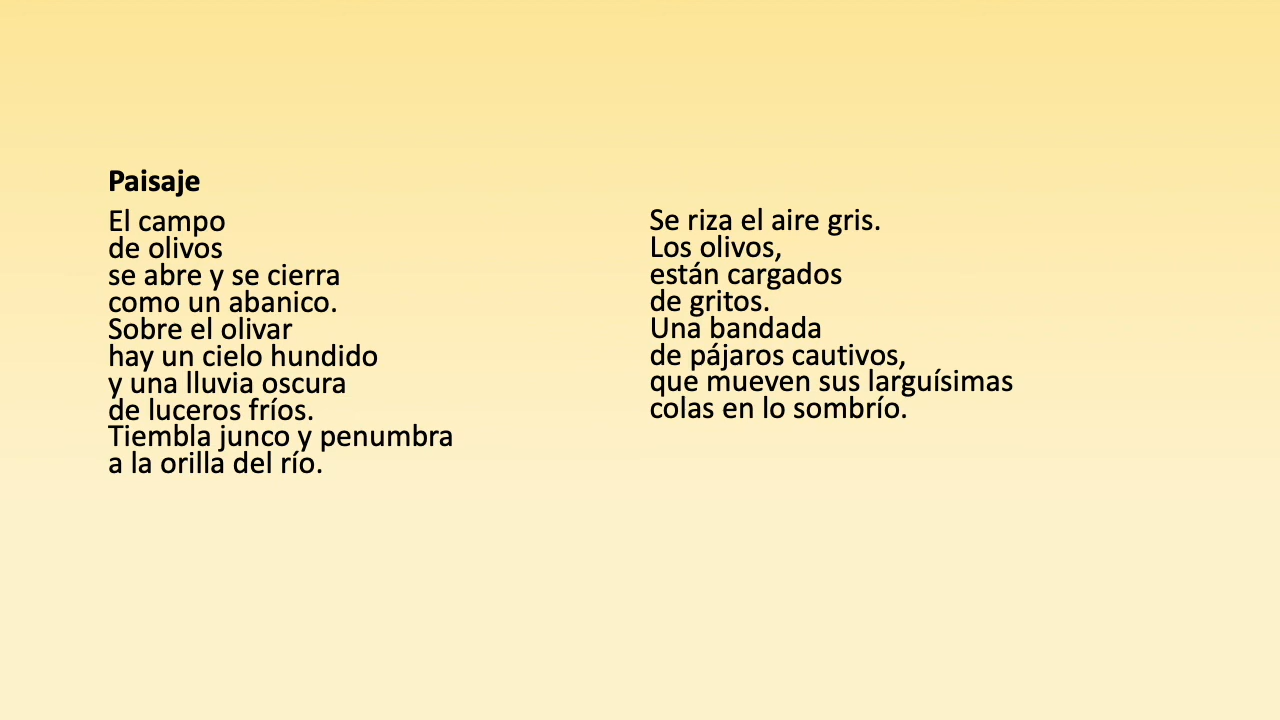 Paisaje
El campo
de olivos
se abre y se cierra
como un abanico.
Sobre el olivar
hay un cielo hundido
y una lluvia oscura
de luceros fríos.
Tiembla junco y penumbra
a la orilla del río.
Se riza el aire gris.
Los olivos,
están cargados
de gritos.
Una bandada
de pájaros cautivos,
que mueven sus larguísimas
colas en lo sombrío.